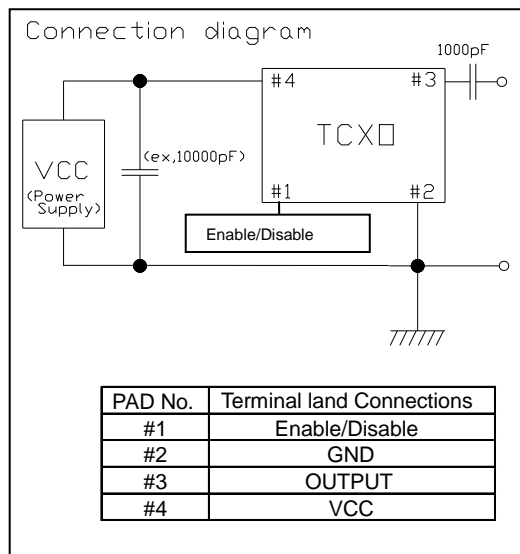 Connection diagram
1000pF
#4
#3
TCXO
VCC
(Power
Supply)
(ex,10000pF)
#1
#2
Enable/Disable
PAD No. Terminal land Connections
#1 Enable/Disable
#2 GND
#3 OUTPUT
#4 VCC